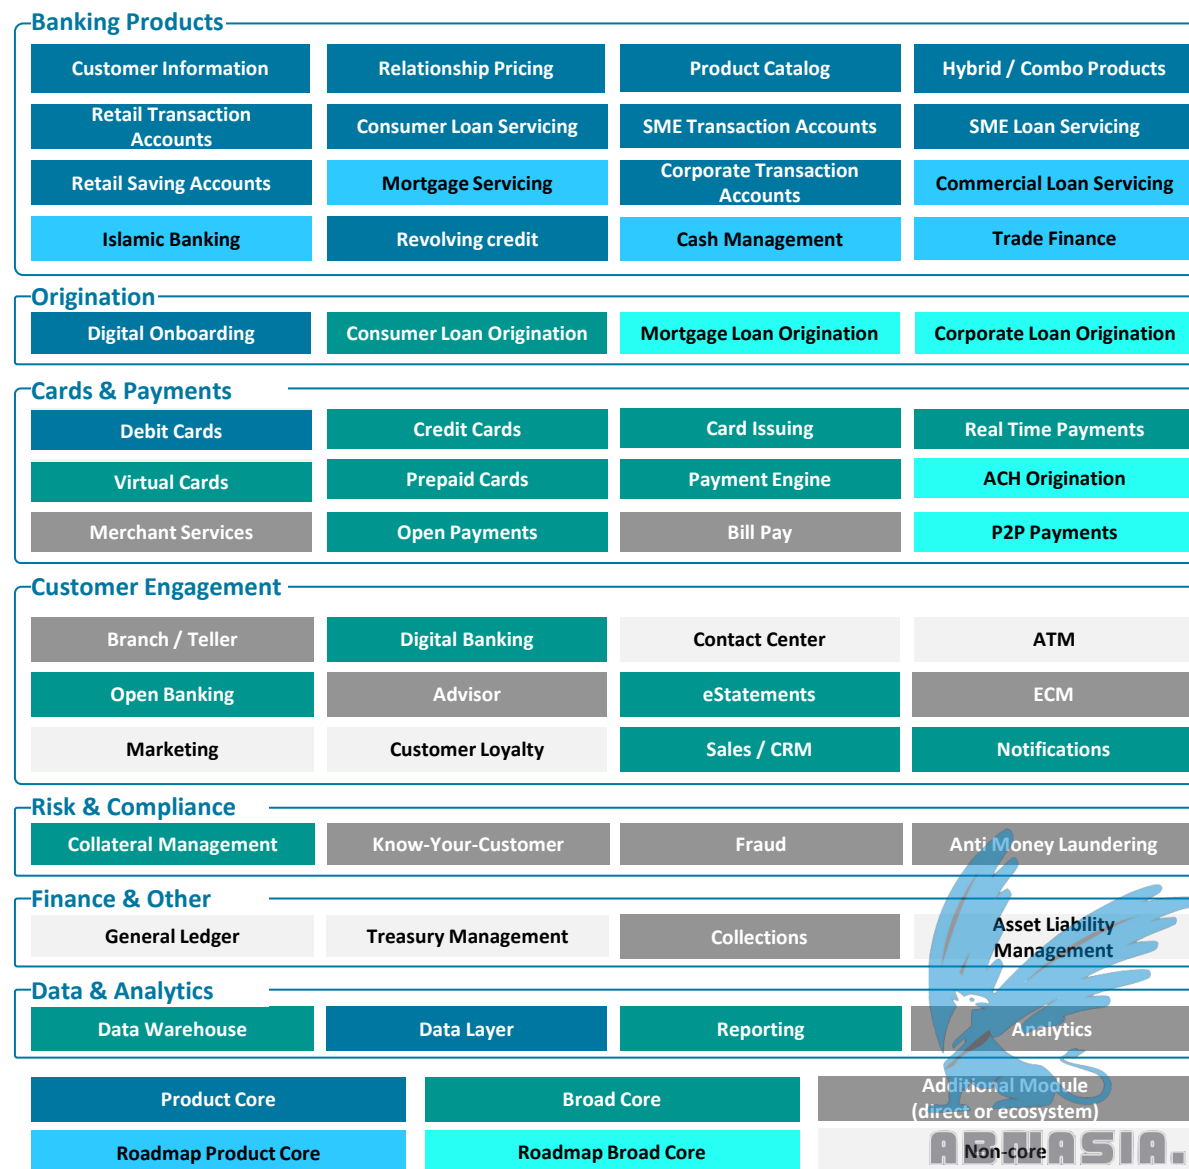 Banking Products
Customer Information
Relationship Pricing
Product Catalog
Hybrid / Combo Products
Retail Transaction
Accounts
Consumer Loan Servicing
SME Transaction Accounts
SME Loan Servicing
Retail Saving Accounts
Mortgage Servicing
Corporate Transaction
Accounts
Commercial Loan Servicing
Islamic Banking
Revolving credit
Cash Management
Trade Finance
Origination
Digital Onboarding
Consumer Loan Origination
Mortgage Loan Origination
Corporate Loan Origination
Cards & Payments
Debit Cards
Credit Cards
Card Issuing
Real Time Payments
Virtual Cards
Prepaid Cards
Payment Engine
ACH Origination
Merchant Services
Open Payments
Bill Pay
P2P Payments
Customer Engagement
Branch / Teller
Digital Banking
Contact Center
ATM
Open Banking
Advisor
eStatements
ECM
Marketing
Customer Loyalty
Sales / CRM
Notifications
Risk & Compliance
Collateral Management
Know-Your-Customer
Fraud
Anti Money Laundering
Finance & Other
General Ledger
Treasury Management
Collections
Asset Liability
Management
Data & Analytics
Data Warehouse
Data Layer
Reporting
Analytics
Product Core
Broad Core
Additional Module
(direct or ecosystem)
Roadmap Product Core
Roadmap Broad Core
Non-core
ABMASIA.